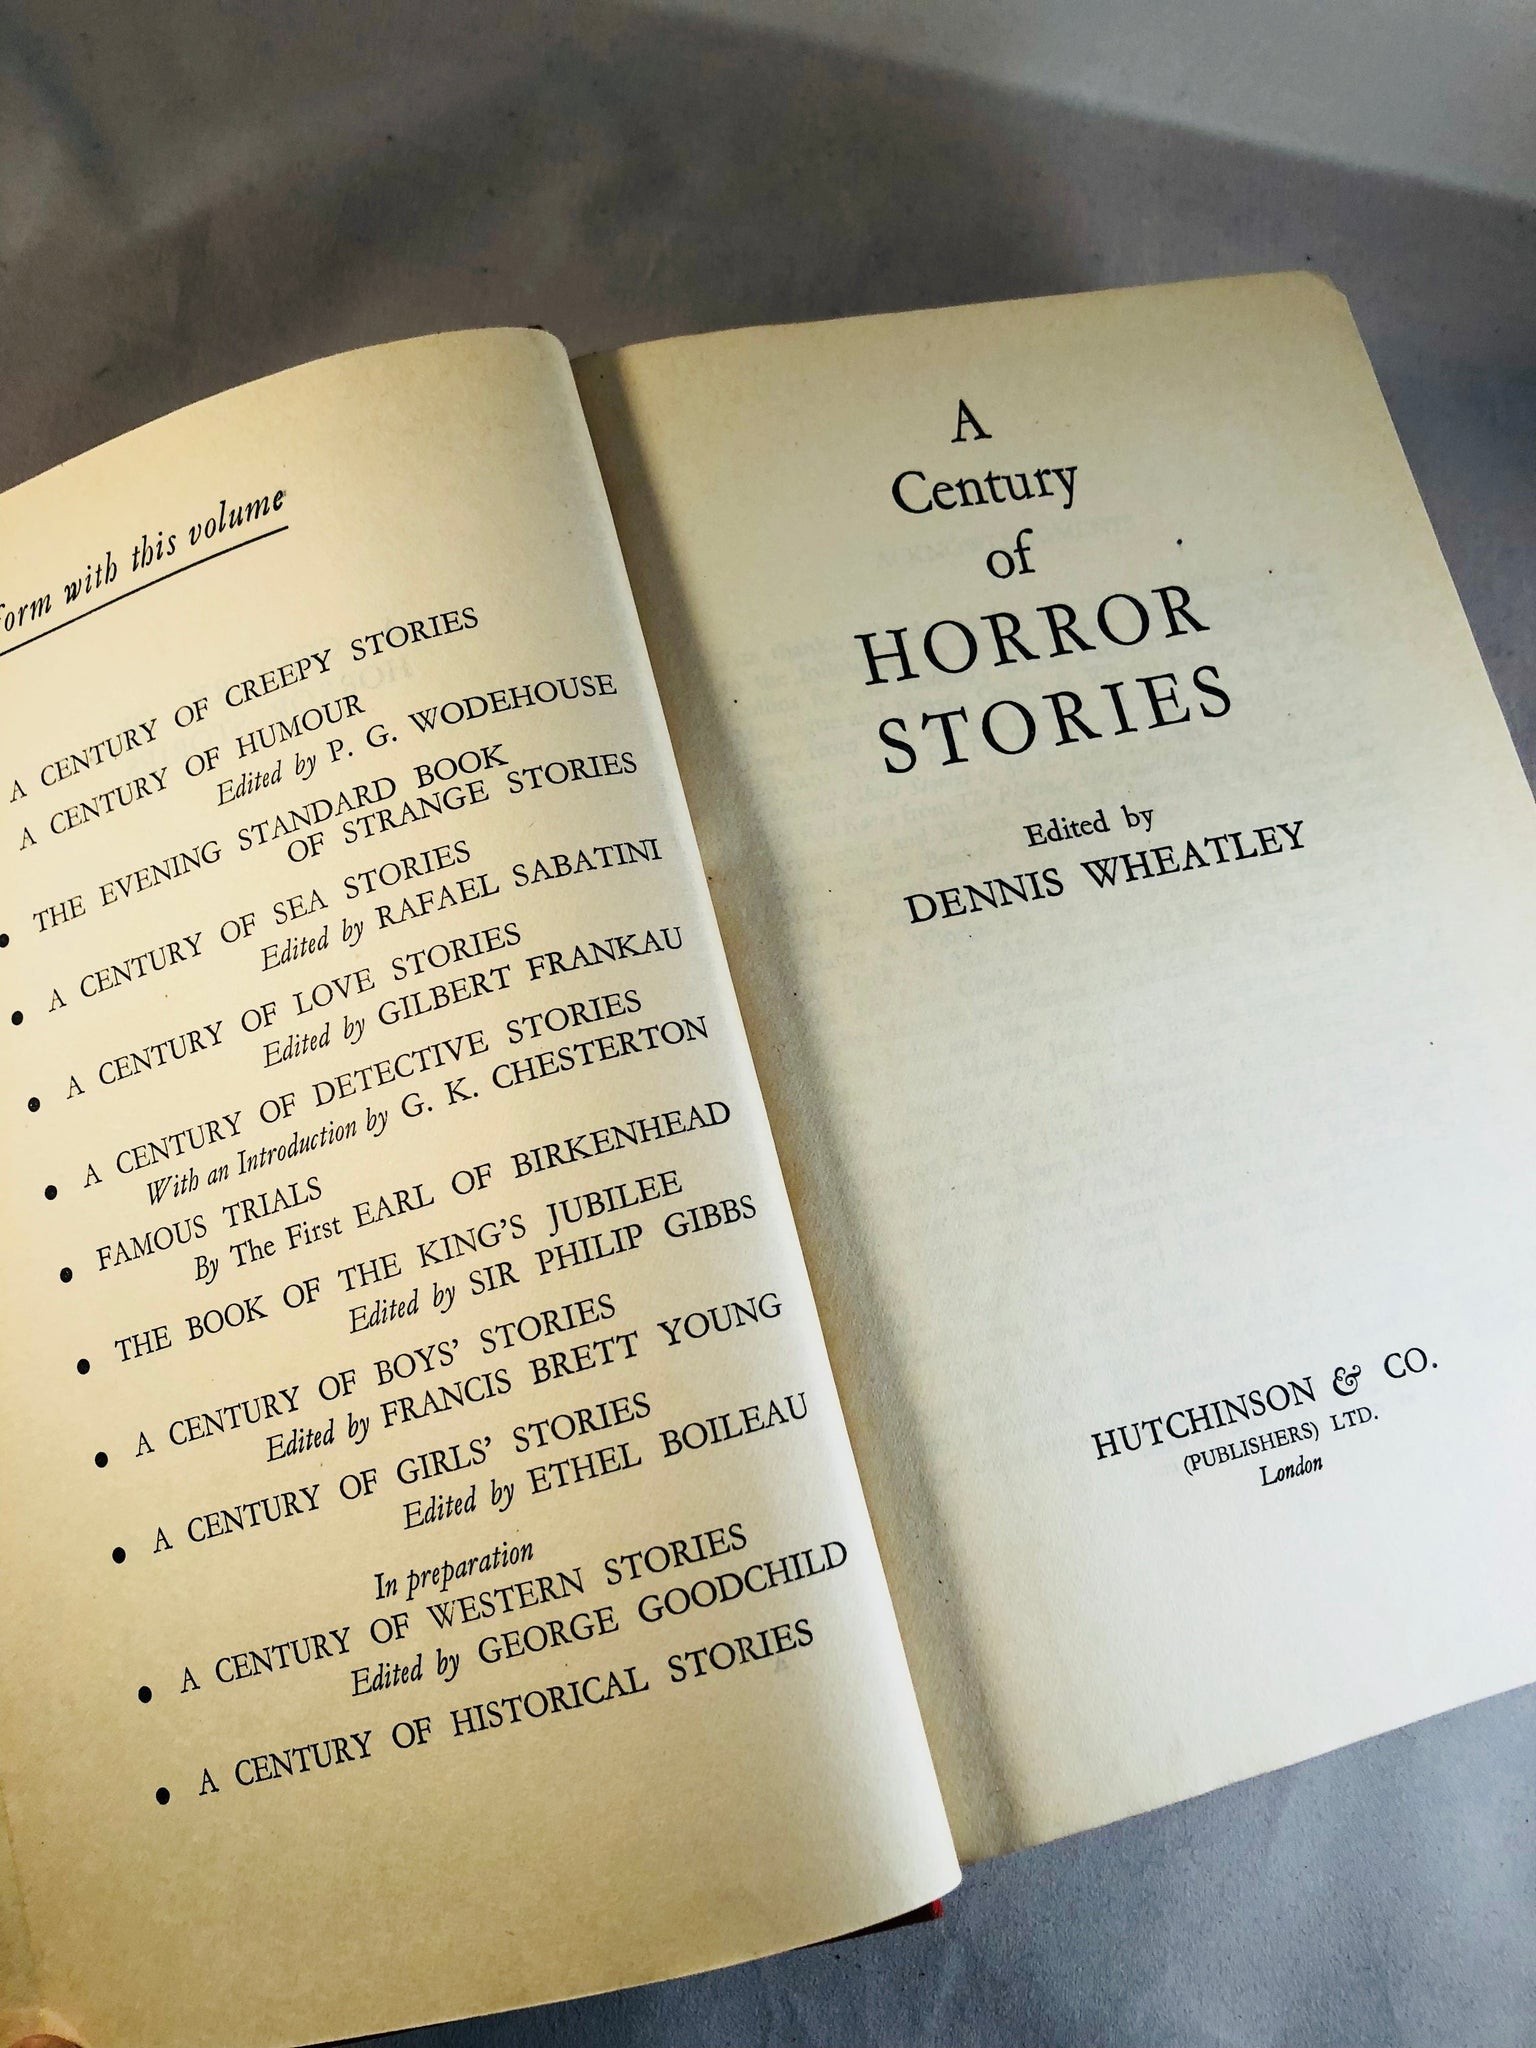 form with this volume
A CENTURY OF CREEPY STORIES
A CENTURY OF HUMOUR
Edited by P. G. WODEHOUSE
• THE EVENING STANDARD BOOK
OF STRANGE STORIES
• A CENTURY OF SEA STORIES
Edited by RAFAEL SABATINI
• A CENTURY OF LOVE STORIES
Edited by GILBERT FRANKAU
• A CENTURY OF DETECTIVE STORIES
With an Introduction by G. K. CHESTERTON
• FAMOUS TRIALS
By The First EARL OF BIRKENHEAD
• THE BOOK OF THE KING'S JUBILEE
Edited by SIR PHILIP GIBBS
• A CENTURY OF BOYS' STORIES
Edited by FRANCIS BRETT YOUNG
• A CENTURY OF GIRLS' STORIES
Edited by ETHEL BOILEAU
In preparation
• A CENTURY OF WESTERN STORIES
Edited by GEORGE GOODCHILD
• A CENTURY OF HISTORICAL STORIES
A
Century
of
HORROR
STORIES
Edited by
DENNIS WHEATLEY
HUTCHINSON & CO.
(PUBLISHERS) LTD.
London